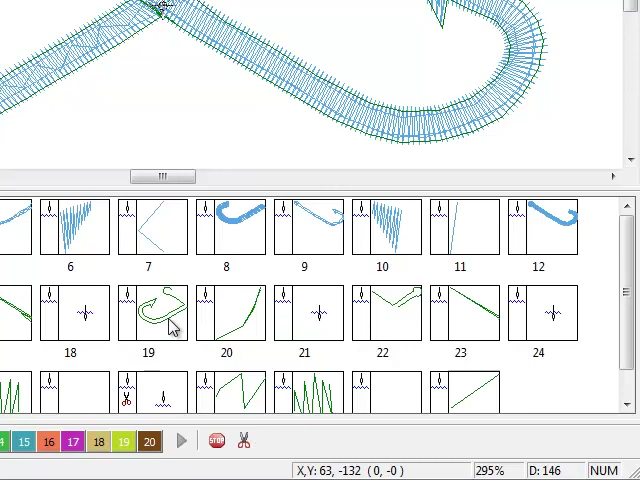 6 7 8 9 10 11 12
18 19 20 21 22 23 24
4 15 16 17 18 19 20 STOP
X,Y: 63, -132 ( 0, -0 ) 295% D: 146 NUM